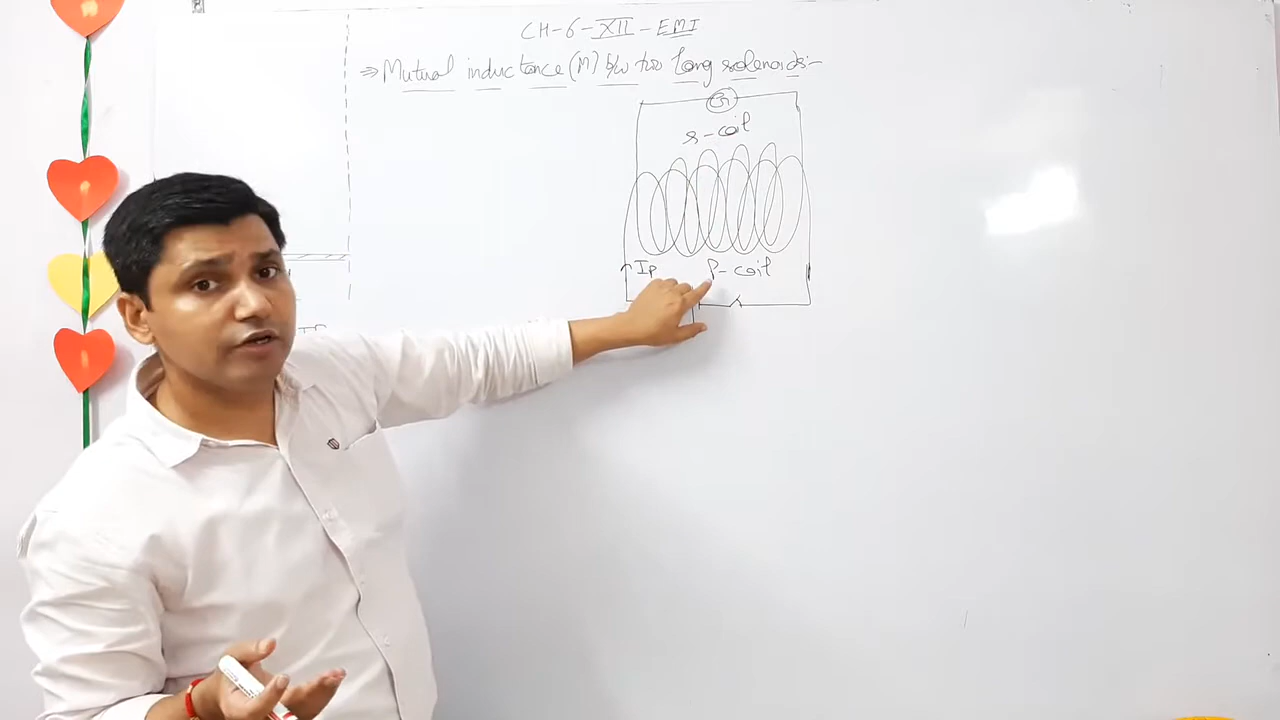 CH-6-XII-EMI
⇒ Mutual inductance (M) b/w two long solenoids:-
G
s-coil
Ip
p-coil